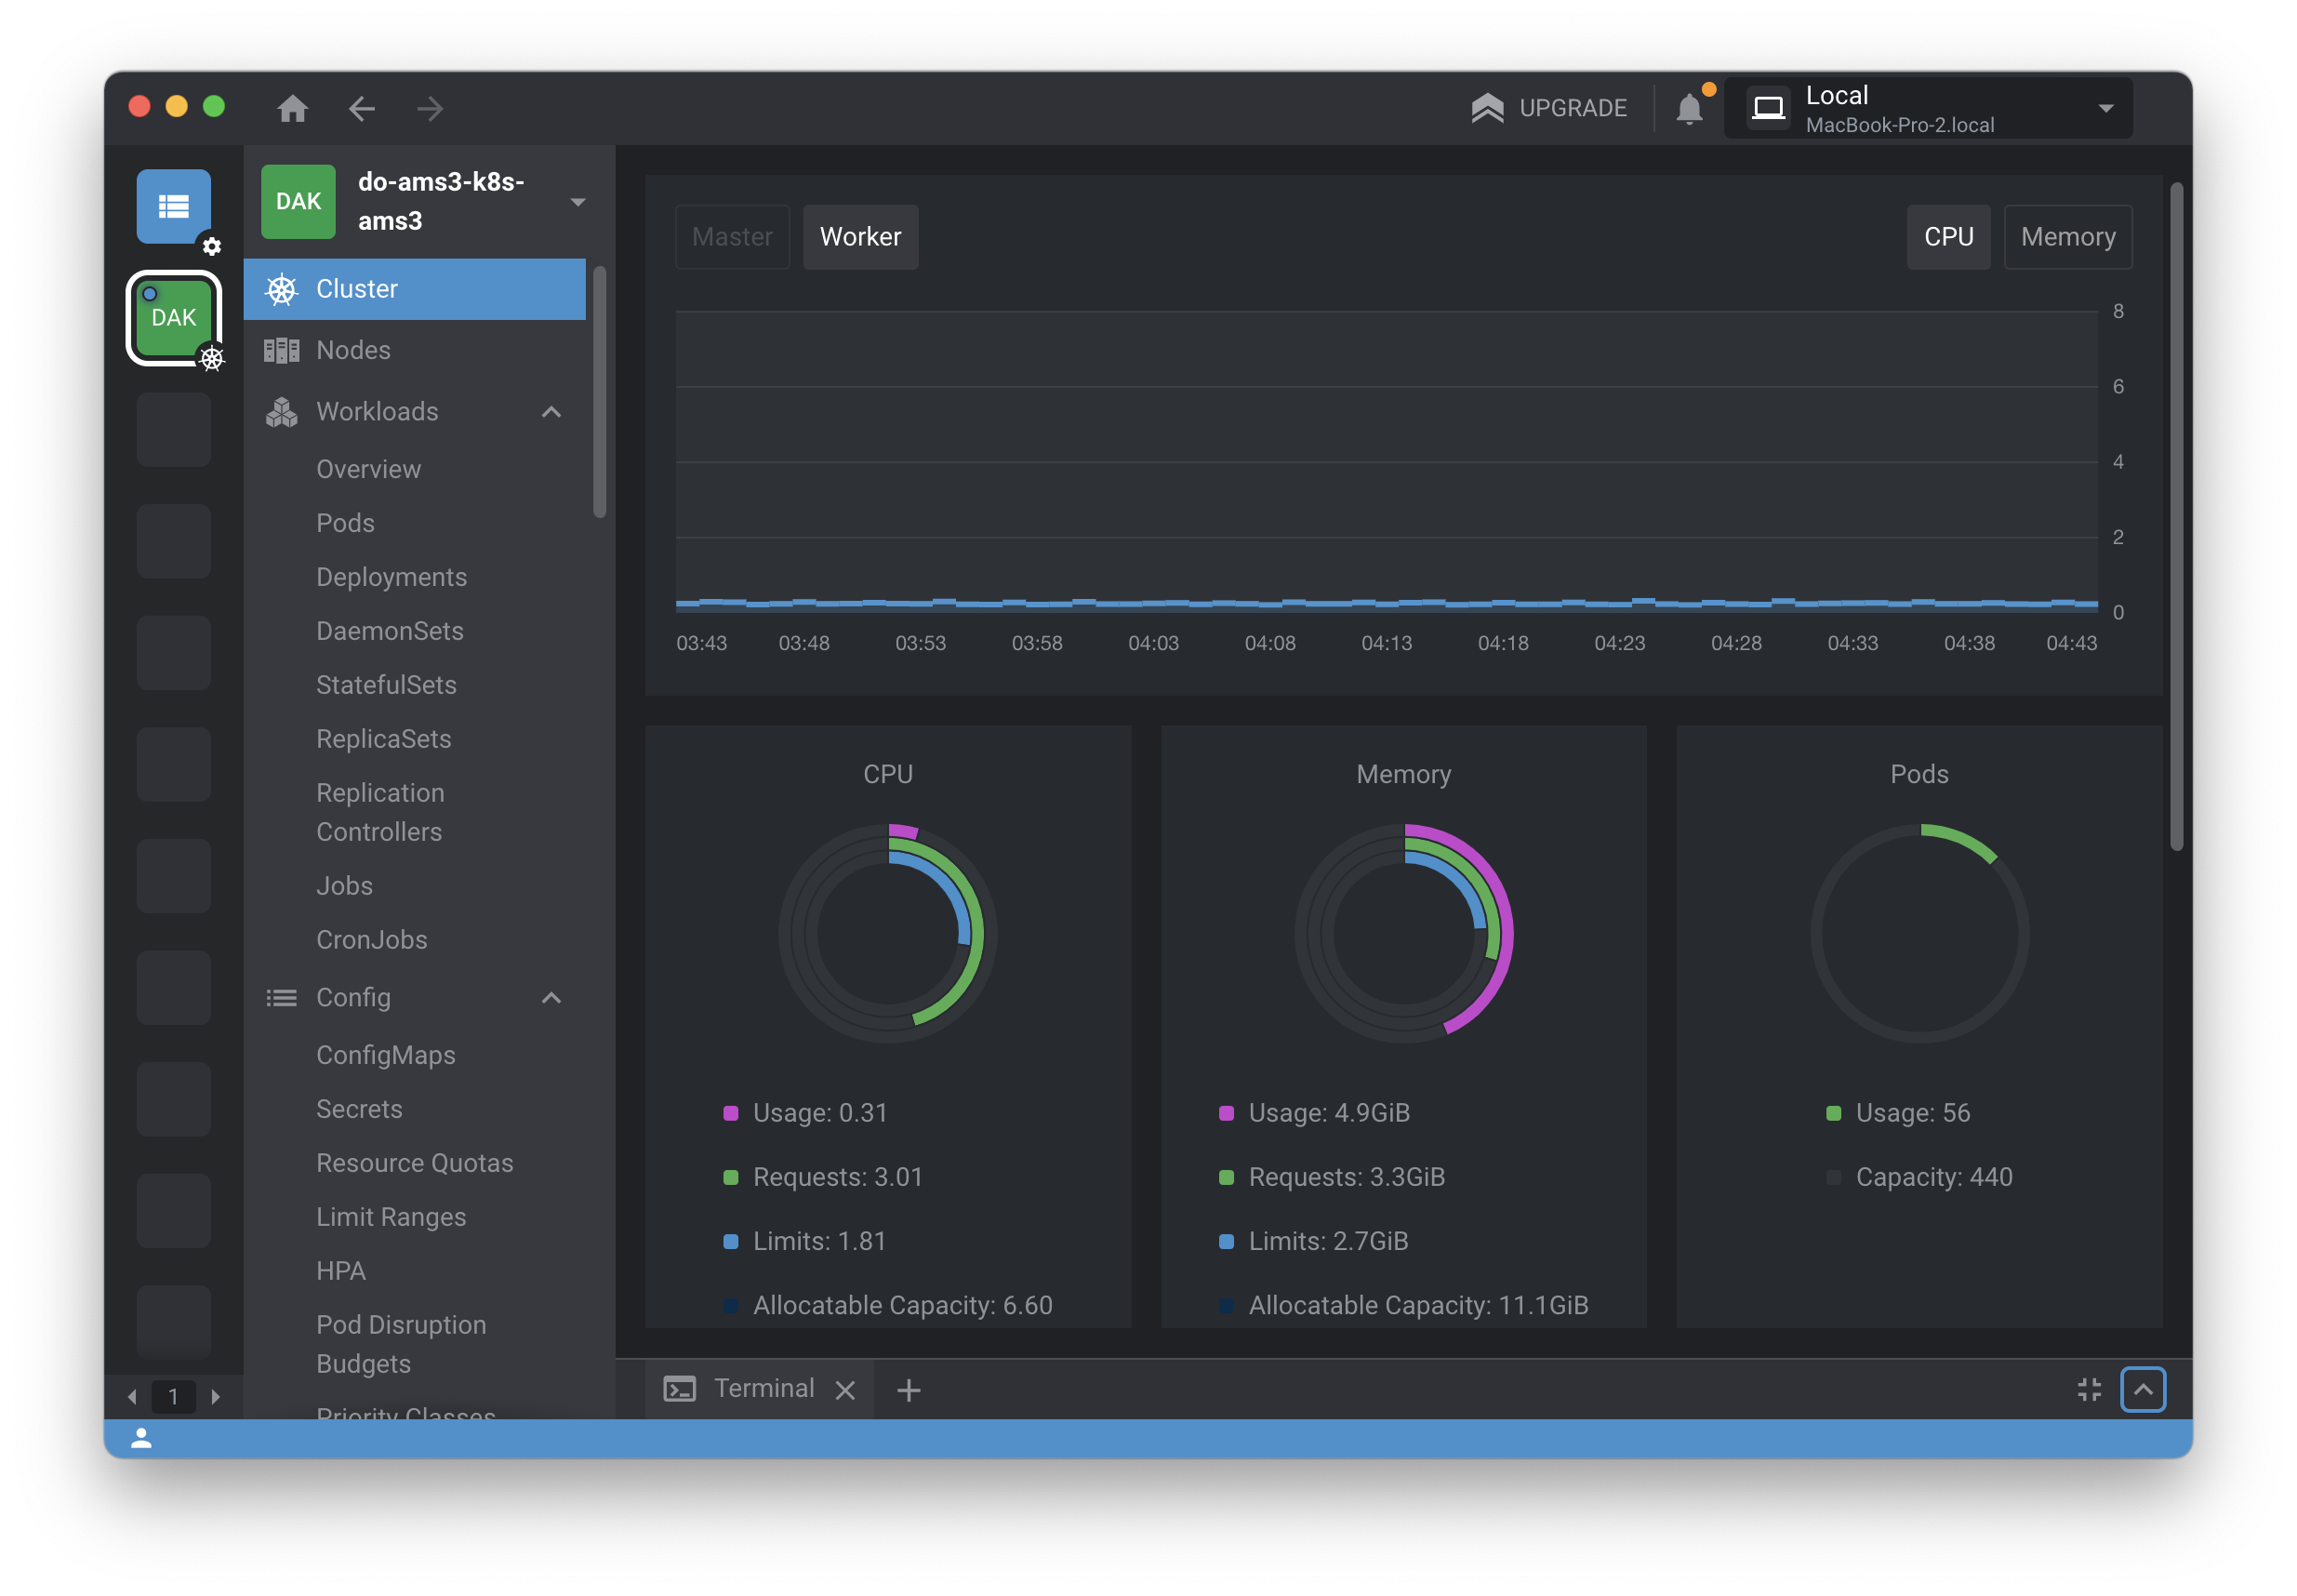 UPGRADE
Local
MacBook-Pro-2.local
DAK
do-ams3-k8s-
ams3
DAK
Cluster
Nodes
Workloads
Overview
Pods
Deployments
DaemonSets
StatefulSets
ReplicaSets
Replication
Controllers
Jobs
CronJobs
Config
ConfigMaps
Secrets
Resource Quotas
Limit Ranges
HPA
Pod Disruption
Budgets
Priority Classes
1
Master
Worker
CPU
Memory
8
6
4
2
0
03:43 03:48 03:53 03:58 04:03 04:08 04:13 04:18 04:23 04:28 04:33 04:38 04:43
CPU
Usage: 0.31
Requests: 3.01
Limits: 1.81
Allocatable Capacity: 6.60
Memory
Usage: 4.9GiB
Requests: 3.3GiB
Limits: 2.7GiB
Allocatable Capacity: 11.1GiB
Pods
Usage: 56
Capacity: 440
Terminal